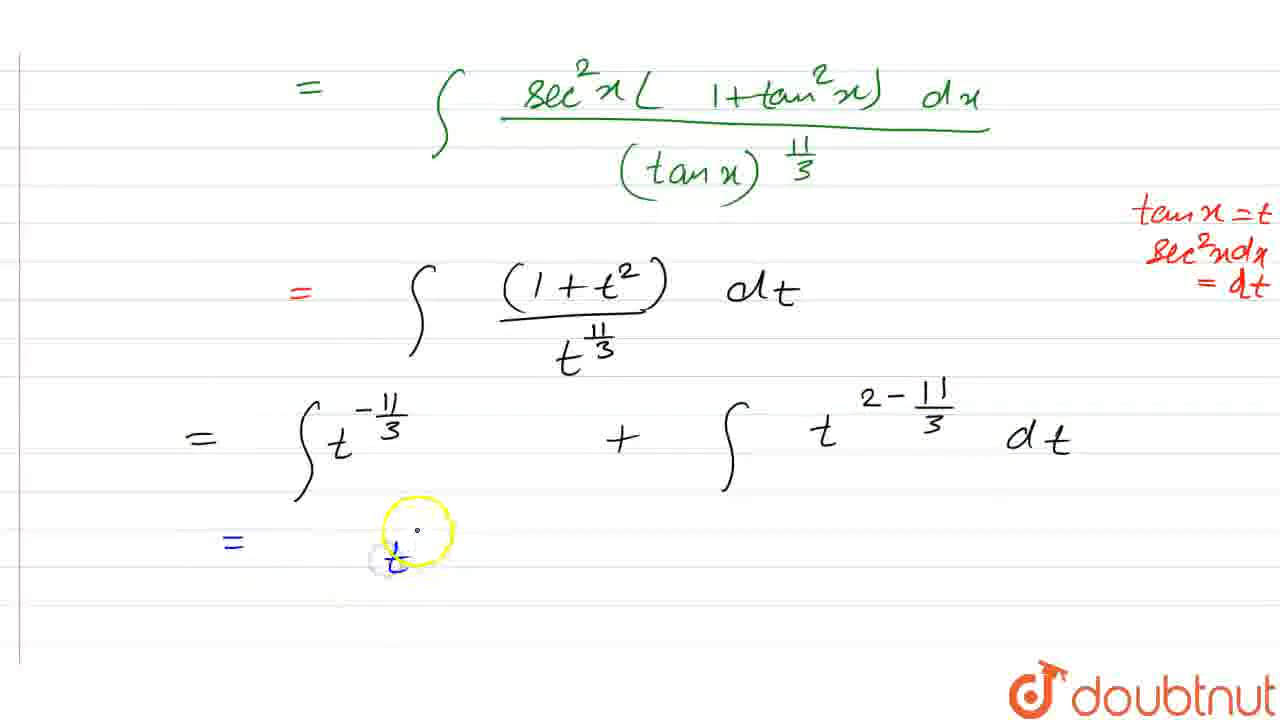 = ∫ sec²x( 1+tan²x) dx / (tan x)^(11/3)
tan x = t
sec²x dx
= dt
= ∫ (1+t²) / t^(11/3) dt
= ∫ t^(-11/3) + ∫ t^(2-11/3) dt
= t
doubtnut